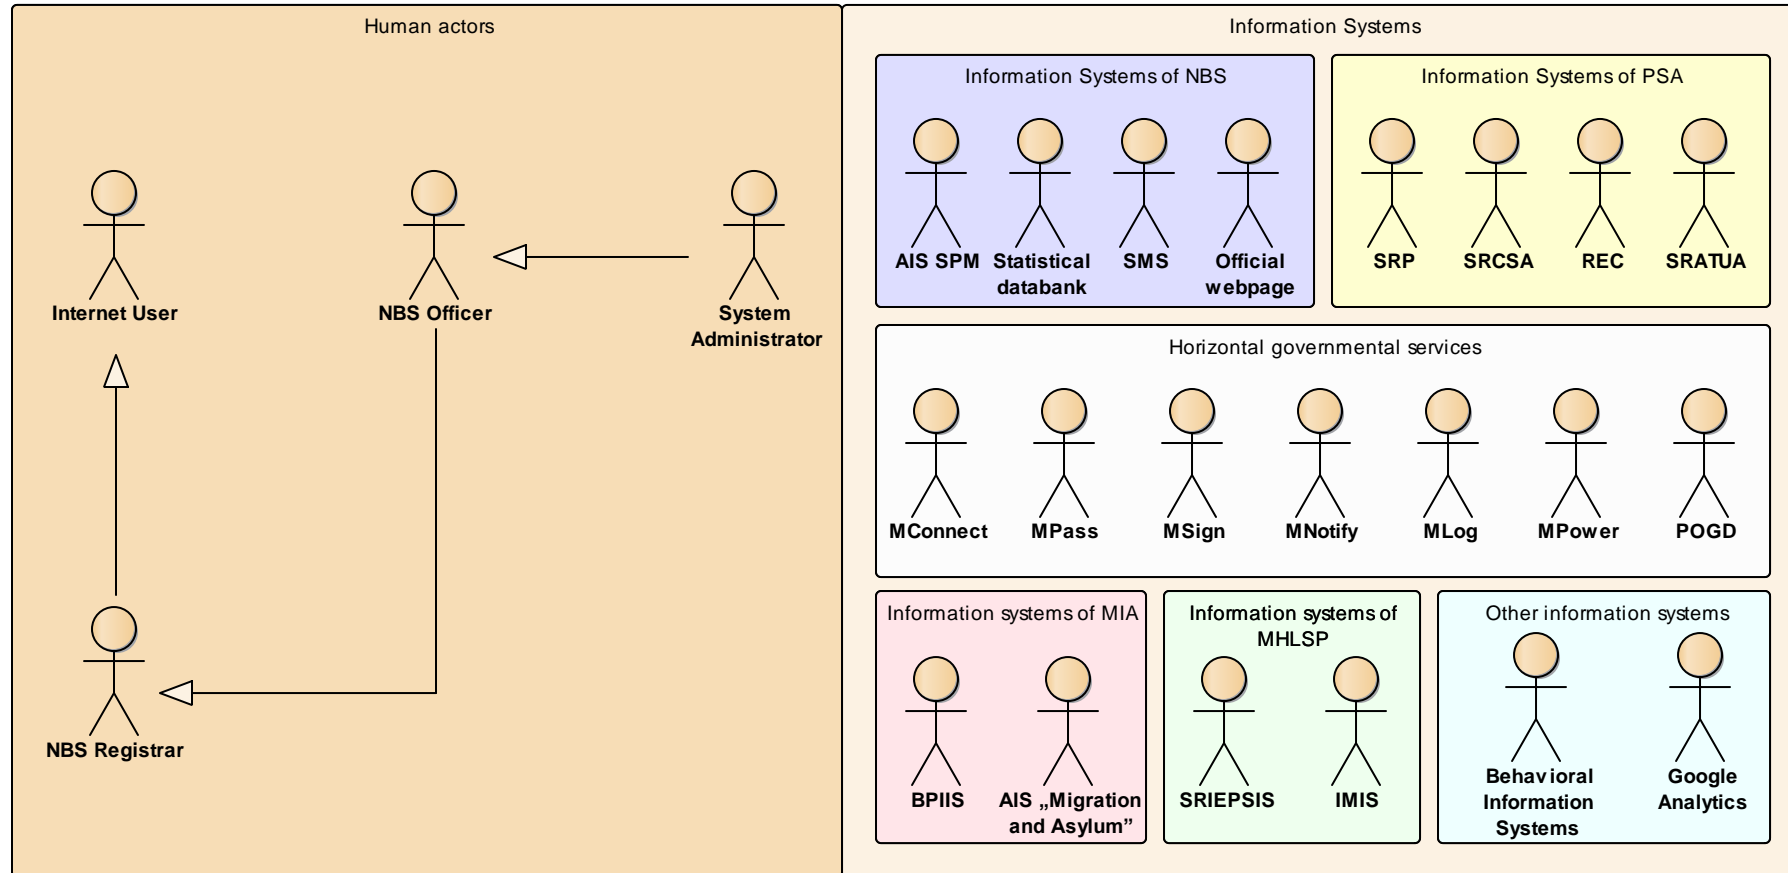 Human actors
Internet User
NBS Officer
System
Administrator
NBS Registrar
Information Systems
Information Systems of NBS
AIS SPM
Statistical
databank
SMS
Official
webpage
Information Systems of PSA
SRP
SRCSA
REC
SRATUA
Horizontal governmental services
MConnect
MPass
MSign
MNotify
MLog
MPower
POGD
Information systems of MIA
BPIIS
AIS „Migration
and Asylum”
Information systems of
MHLSP
SRIEPSIS
IMIS
Other information systems
Behavioral
Information
Systems
Google
Analytics